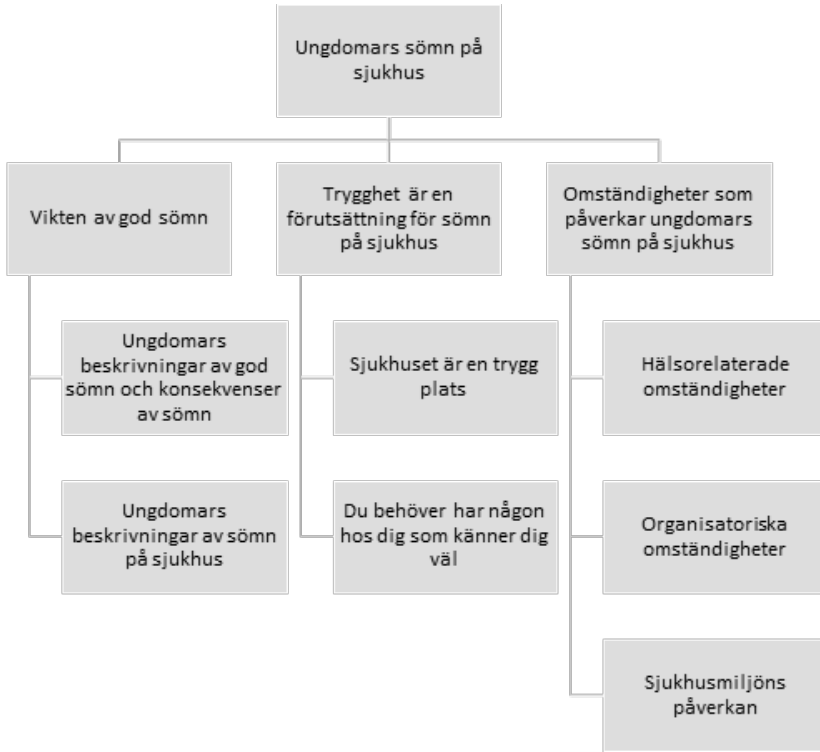 Ungdomars sömn på
sjukhus
Vikten av god sömn
Trygghet är en
förutsättning för sömn
på sjukhus
Omständigheter som
påverkar ungdomars
sömn på sjukhus
Ungdomars
beskrivningar av god
sömn och konsekvenser
av sömn
Sjukhuset är en trygg
plats
Hälsorelaterade
omständigheter
Ungdomars
beskrivningar av sömn
på sjukhus
Du behöver har någon
hos dig som känner dig
väl
Organisatoriska
omständigheter
Sjukhusmiljöns
påverkan